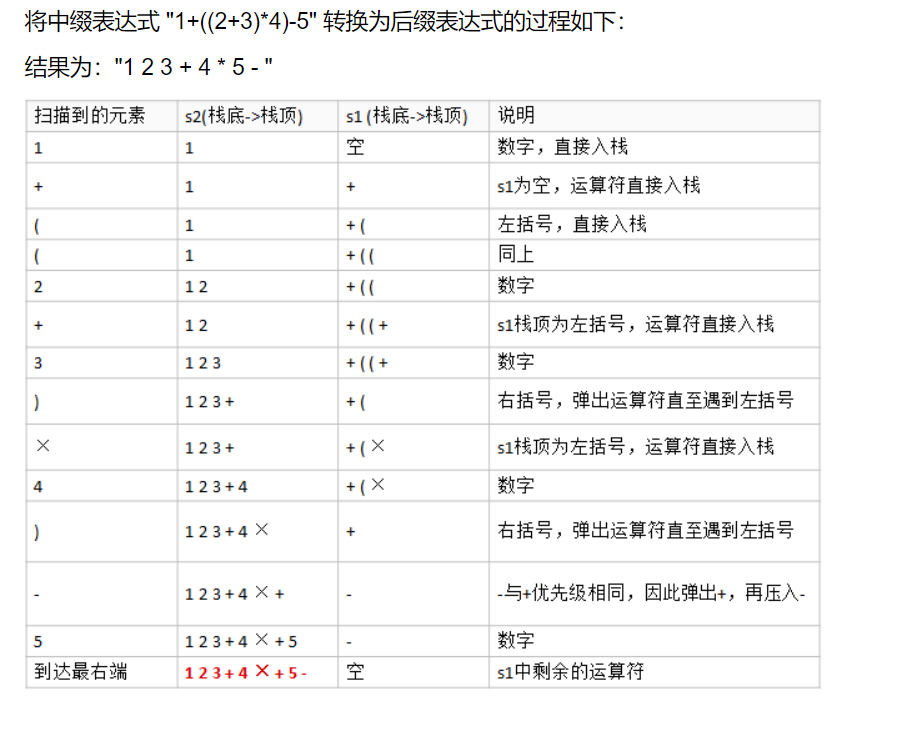 将中缀表达式 "1+((2+3)*4)-5" 转换为后缀表达式的过程如下：
结果为："1 2 3 + 4 * 5 - "
扫描到的元素 s2(栈底->栈顶) s1 (栈底->栈顶) 说明
1 1 空 数字，直接入栈
+ 1 + s1为空，运算符直接入栈
( 1 + ( 左括号，直接入栈
( 1 + ( ( 同上
2 1 2 + ( ( 数字
+ 1 2 + ( ( + s1栈顶为左括号，运算符直接入栈
3 1 2 3 + ( ( + 数字
) 1 2 3 + + ( 右括号，弹出运算符直至遇到左括号
× 1 2 3 + + ( × s1栈顶为左括号，运算符直接入栈
4 1 2 3 + 4 + ( × 数字
) 1 2 3 + 4 × + 右括号，弹出运算符直至遇到左括号
- 1 2 3 + 4 × + - -与+优先级相同，因此弹出+，再压入-
5 1 2 3 + 4 × + 5 - 数字
到达最右端 1 2 3 + 4 × + 5 - 空 s1中剩余的运算符